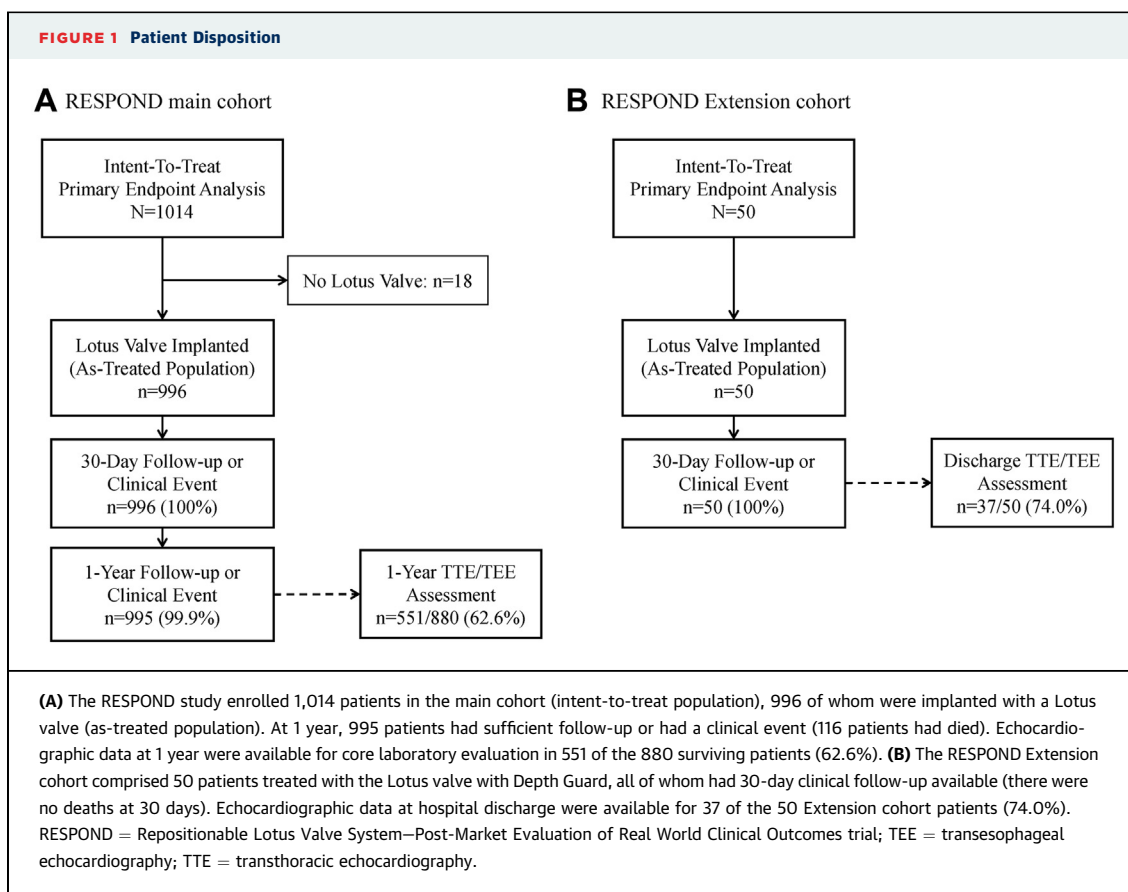 FIGURE 1 Patient Disposition
A RESPOND main cohort
Intent-To-Treat
Primary Endpoint Analysis
N=1014
No Lotus Valve: n=18
Lotus Valve Implanted
(As-Treated Population)
n=996
30-Day Follow-up or
Clinical Event
n=996 (100%)
1-Year Follow-up or
Clinical Event
n=995 (99.9%)
1-Year TTE/TEE
Assessment
n=551/880 (62.6%)
B RESPOND Extension cohort
Intent-To-Treat
Primary Endpoint Analysis
N=50
Lotus Valve Implanted
(As-Treated Population)
n=50
30-Day Follow-up or
Clinical Event
n=50 (100%)
Discharge TTE/TEE
Assessment
n=37/50 (74.0%)
(A) The RESPOND study enrolled 1,014 patients in the main cohort (intent-to-treat population), 996 of whom were implanted with a Lotus
valve (as-treated population). At 1 year, 995 patients had sufficient follow-up or had a clinical event (116 patients had died). Echocardio-
graphic data at 1 year were available for core laboratory evaluation in 551 of the 880 surviving patients (62.6%). (B) The RESPOND Extension
cohort comprised 50 patients treated with the Lotus valve with Depth Guard, all of whom had 30-day clinical follow-up available (there were
no deaths at 30 days). Echocardiographic data at hospital discharge were available for 37 of the 50 Extension cohort patients (74.0%).
RESPOND = Repositionable Lotus Valve System–Post-Market Evaluation of Real World Clinical Outcomes trial; TEE = transesophageal
echocardiography; TTE = transthoracic echocardiography.